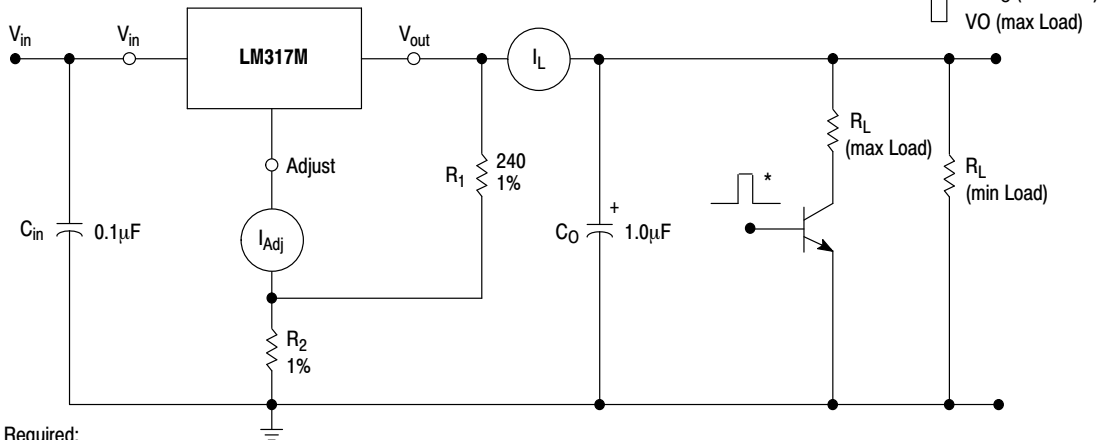 VO (max Load)
Vin
Vin
LM317M
Vout
IL
RL
(max Load)
RL
(min Load)
Adjust
R1
240
1%
*
Cin
0.1μF
IAdj
+
CO
1.0μF
R2
1%
Required: